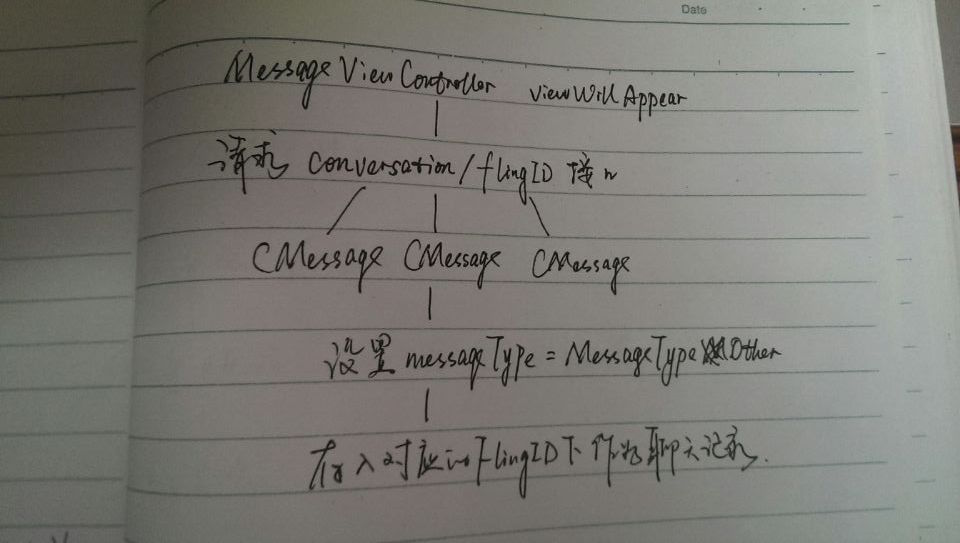 Date
MessageViewController viewWillAppear
请求 conversation/flingID 接口
CMessage CMessage CMessage
设置 messageType = MessageTypeOther
存入对应的flingID下作为聊天记录.